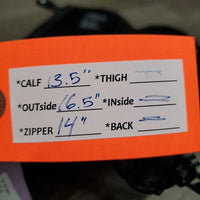 *CALF 13.5" *THIGH
*OUTside 16.5" *INside
*ZIPPER 14" *BACK